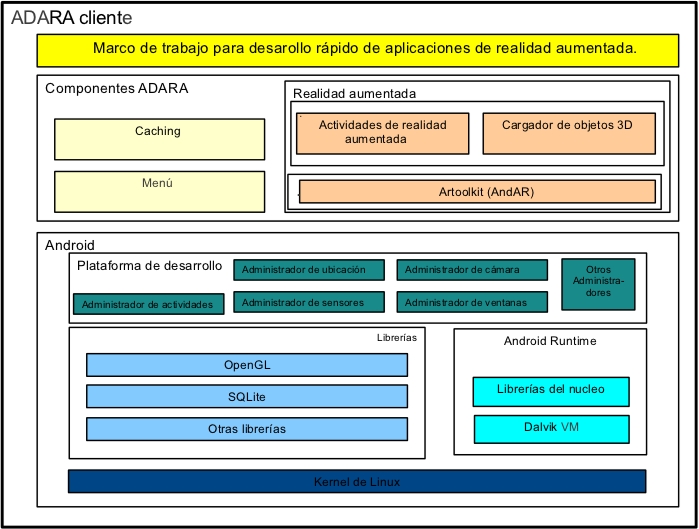 ADARA cliente
Marco de trabajo para desarollo rápido de aplicaciones de realidad aumentada.
Componentes ADARA
Caching
Menú
Realidad aumentada
Actividades de realidad
aumentada
Cargador de objetos 3D
Artoolkit (AndAR)
Android
Plataforma de desarrollo
Administrador de ubicación
Administrador de cámara
Otros
Administra-
dores
Administrador de actividades
Administrador de sensores
Administrador de ventanas
Librerías
OpenGL
SQLite
Otras librerías
Android Runtime
Librerías del nucleo
Dalvik VM
Kernel de Linux